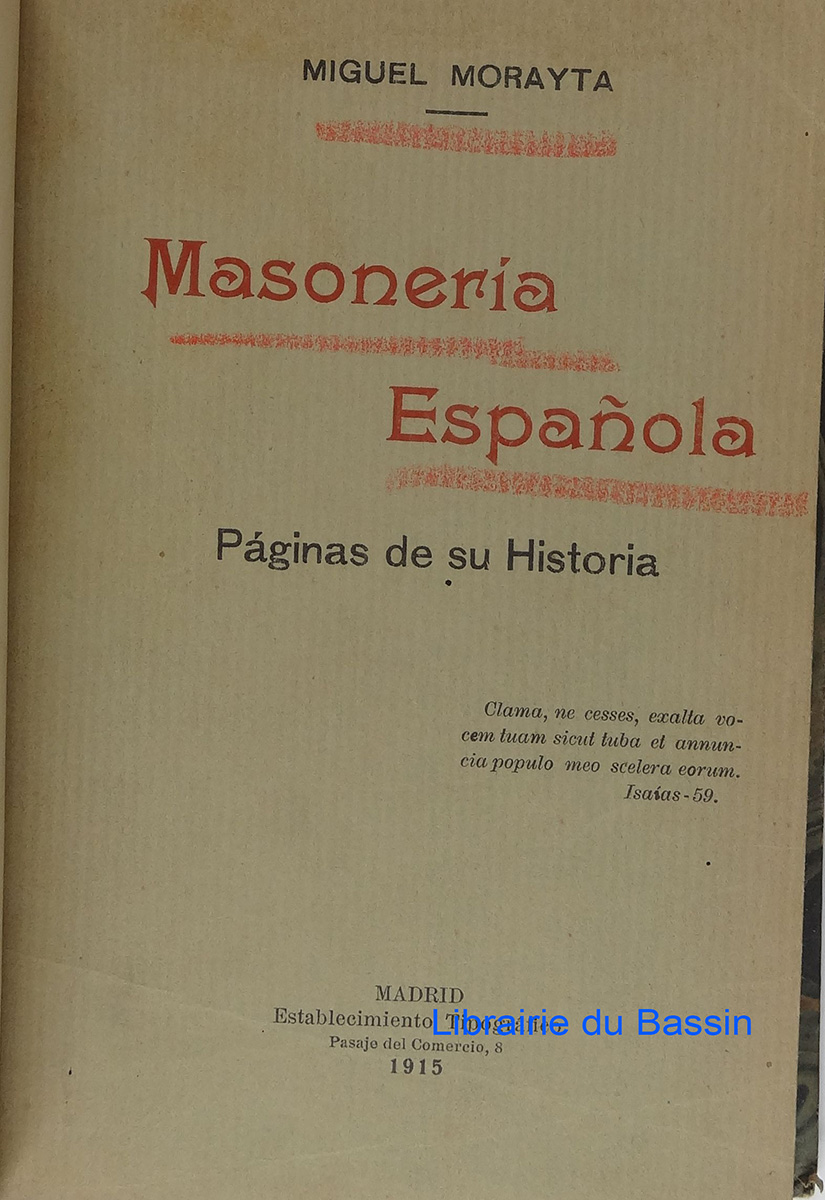 MIGUEL MORAYTA
Masonería
Española
Páginas de su Historia
Clama, ne cesses, exalta vo-
cem tuam sicut tuba et annun-
cia populo meo scelera eorum.
Isaías-59.
MADRID
Establecimiento Tipográfico
Librairie du Bassin
Pasaje del Comercio, 8
1915